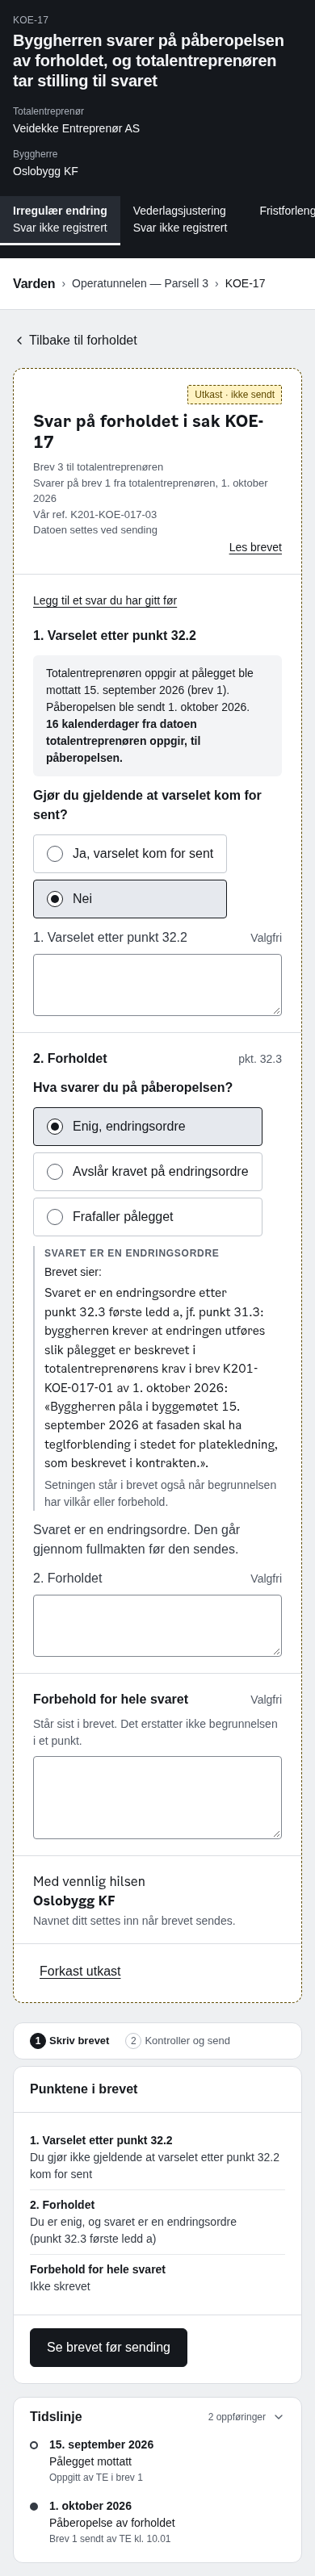 KOE-17
Byggherren svarer på påberopelsen
av forholdet, og totalentreprenøren
tar stilling til svaret
Totalentreprenør
Veidekke Entreprenør AS
Byggherre
Oslobygg KF
Irregulær endring
Svar ikke registrert
Vederlagsjustering
Svar ikke registrert
Fristforleng
Varden › Operatunnelen — Parsell 3 › KOE-17
Tilbake til forholdet
Utkast · ikke sendt
Svar på forholdet i sak KOE-
17
Brev 3 til totalentreprenøren
Svarer på brev 1 fra totalentreprenøren, 1. oktober
2026
Vår ref. K201-KOE-017-03
Datoen settes ved sending
Les brevet
Legg til et svar du har gitt før
1. Varselet etter punkt 32.2
Totalentreprenøren oppgir at pålegget ble
mottatt 15. september 2026 (brev 1).
Påberopelsen ble sendt 1. oktober 2026.
16 kalenderdager fra datoen
totalentreprenøren oppgir, til
påberopelsen.
Gjør du gjeldende at varselet kom for
sent?
Ja, varselet kom for sent
Nei
1. Varselet etter punkt 32.2 Valgfri
2. Forholdet pkt. 32.3
Hva svarer du på påberopelsen?
Enig, endringsordre
Avslår kravet på endringsordre
Frafaller pålegget
SVARET ER EN ENDRINGSORDRE
Brevet sier:
Svaret er en endringsordre etter
punkt 32.3 første ledd a, jf. punkt 31.3:
byggherren krever at endringen utføres
slik pålegget er beskrevet i
totalentreprenørens krav i brev K201-
KOE-017-01 av 1. oktober 2026:
«Byggherren påla i byggemøtet 15.
september 2026 at fasaden skal ha
teglforblending i stedet for platekledning,
som beskrevet i kontrakten.».
Setningen står i brevet også når begrunnelsen
har vilkår eller forbehold.
Svaret er en endringsordre. Den går
gjennom fullmakten før den sendes.
2. Forholdet Valgfri
Forbehold for hele svaret Valgfri
Står sist i brevet. Det erstatter ikke begrunnelsen
i et punkt.
Med vennlig hilsen
Oslobygg KF
Navnet ditt settes inn når brevet sendes.
Forkast utkast
1 Skriv brevet 2 Kontroller og send
Punktene i brevet
1. Varselet etter punkt 32.2
Du gjør ikke gjeldende at varselet etter punkt 32.2
kom for sent
2. Forholdet
Du er enig, og svaret er en endringsordre
(punkt 32.3 første ledd a)
Forbehold for hele svaret
Ikke skrevet
Se brevet før sending
Tidslinje 2 oppføringer
15. september 2026
Pålegget mottatt
Oppgitt av TE i brev 1
1. oktober 2026
Påberopelse av forholdet
Brev 1 sendt av TE kl. 10.01